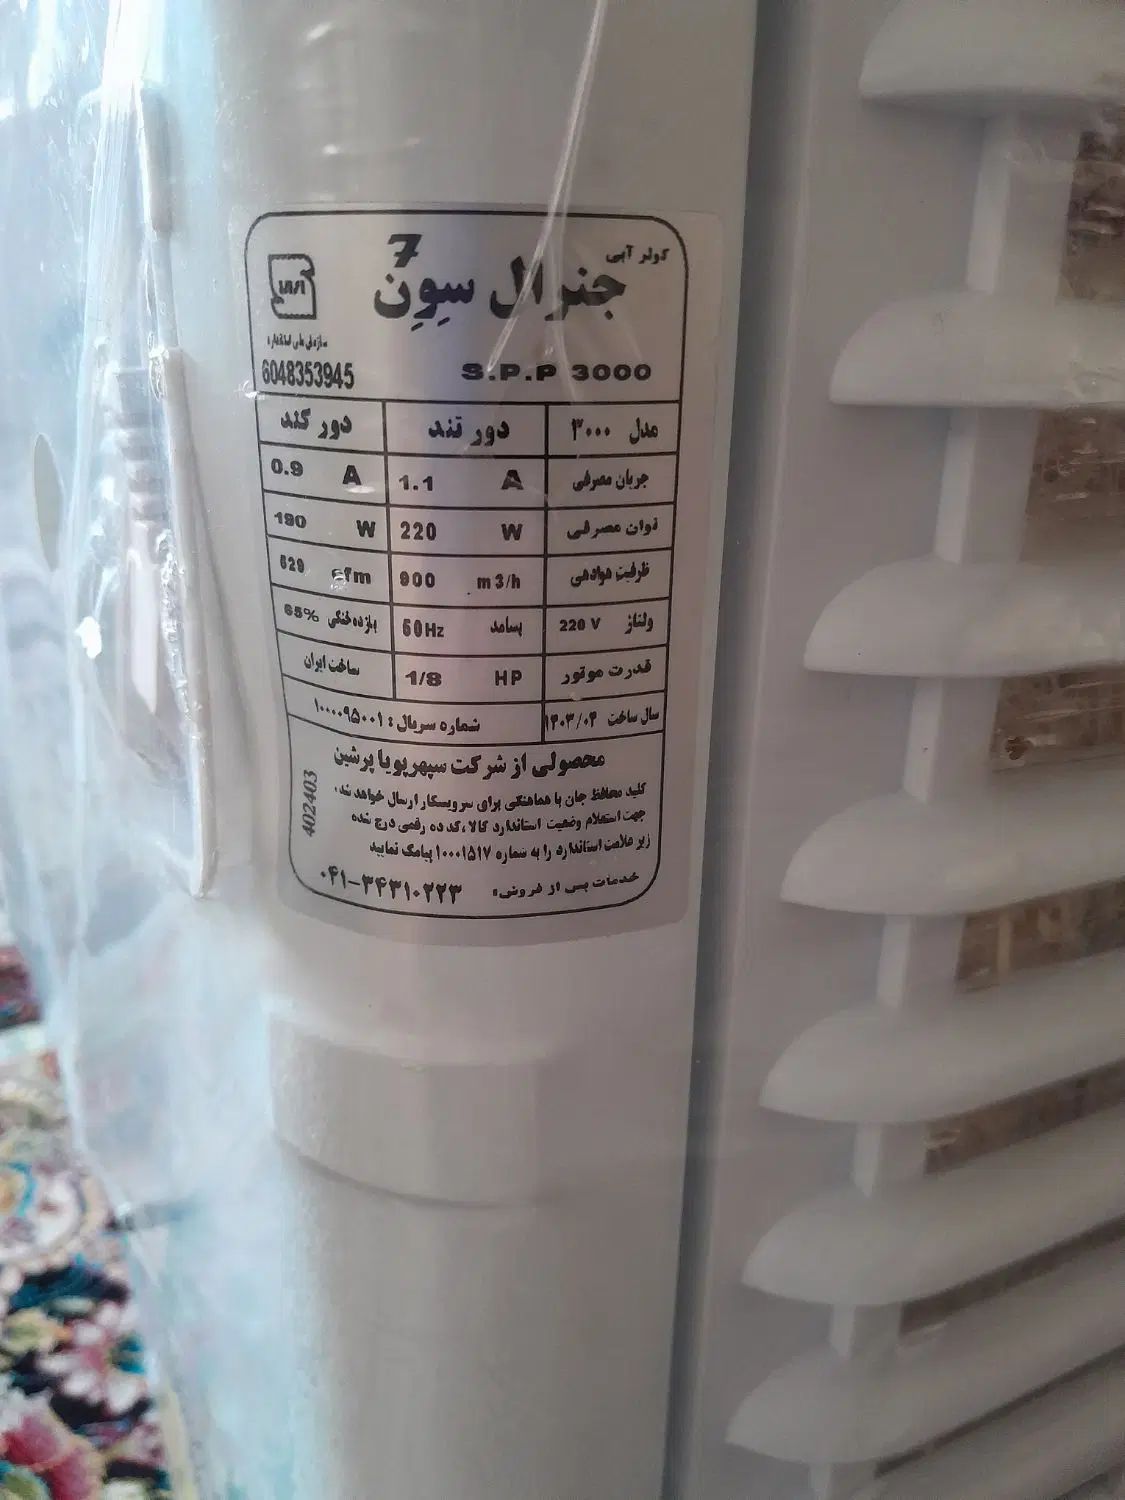 کولر آبی
جنرال سِوِن 7
سازمان ملی استاندارد
6048353945
S.P.P 3000
مدل ۳۰۰۰ دور تند دور کند
جریان مصرفی 1.1 A 0.9 A
توان مصرفی 220 W 190 W
ظرفیت هوادهی 900 m3/h 529 cfm
ولتاژ 220 V بسامد 50Hz بازده خنکی 65%
قدرت موتور 1/8 HP ساخت ایران
سال ساخت ۱۴۰۳/۰۴ شماره سریال : ۱۰۰۰۰۹۵۰۰۱
محصولی از شرکت سپهر پویا پرشین
کلید محافظ جان با هماهنگی برای سرویسکار ارسال خواهد شد.
جهت استعلام وضعیت استاندارد کالا، کد ده رقمی درج شده
زیر علامت استاندارد را به شماره ۱۰۰۰۱۵۱۷ پیامک نمایید
خدمات پس از فروش: ۰۴۱-۳۴۳۱۰۲۲۳
402403